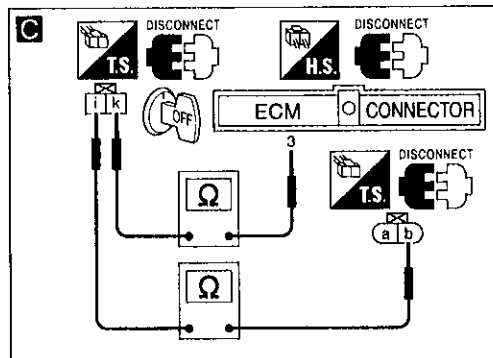 C
DISCONNECT
DISCONNECT
T.S.
H.S.
i k
OFF
ECM CONNECTOR
3
DISCONNECT
T.S.
Ω
a b
Ω